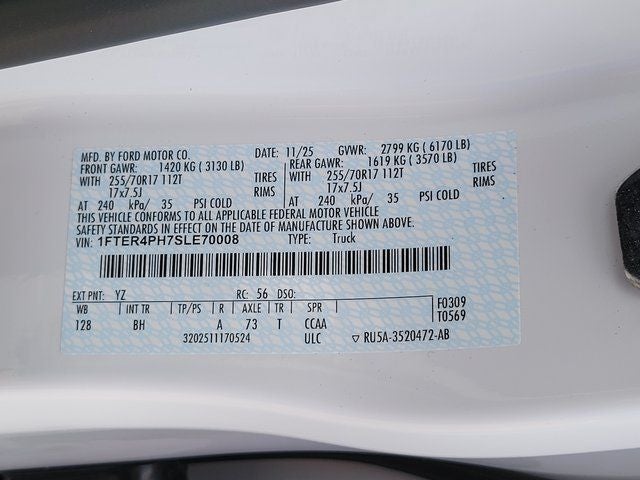 MFD. BY FORD MOTOR CO. DATE: 11/25 GVWR: 2799 KG ( 6170 LB)
FRONT GAWR: 1420 KG ( 3130 LB) REAR GAWR: 1619 KG ( 3570 LB)
WITH 255/70R17 112T TIRES WITH 255/70R17 112T TIRES
17x7.5J RIMS 17x7.5J RIMS
AT 240 kPa/ 35 PSI COLD AT 240 kPa/ 35 PSI COLD
THIS VEHICLE CONFORMS TO ALL APPLICABLE FEDERAL MOTOR VEHICLE
SAFETY STANDARDS IN EFFECT ON THE DATE OF MANUFACTURE SHOWN ABOVE.
VIN: 1FTER4PH7SLE70008 TYPE: Truck
EXT PNT: YZ RC: 56 DSO:
WB INT TR TP/PS R AXLE TR SPR F0309
128 BH A 73 T CCAA T0569
3202511170524 ULC ▽ RU5A-3520472-AB